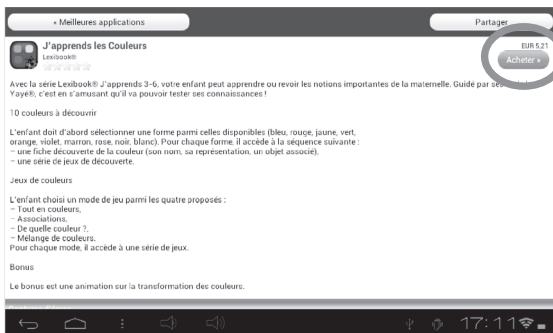 « Meilleures applications
Partager
J'apprends les Couleurs
EUR 5,21
Lexibook®
Acheter »
Avec la série Lexibook® J'apprends 3-6, votre enfant peut apprendre ou revoir les notions importantes de la maternelle. Guidé par
Yayé®, c'est en s'amusant qu'il va pouvoir tester ses connaissances !
10 couleurs à découvrir
L'enfant doit d'abord sélectionner une forme parmi celles disponibles (bleu, rouge, jaune, vert,
orange, violet, marron, rose, noir, blanc). Pour chaque forme, il accède à la séquence suivante :
– une fiche découverte de la couleur (son nom, sa représentation, un objet associé),
– une série de jeux de découverte.
Jeux de couleurs
L'enfant choisi un mode de jeu parmi les quatre proposés :
– Tout en couleurs,
– Associations,
– De quelle couleur ?,
– Mélange de couleurs.
Pour chaque mode, il accède à une série de jeux.
Bonus
Le bonus est une animation sur la transformation des couleurs.
17:11